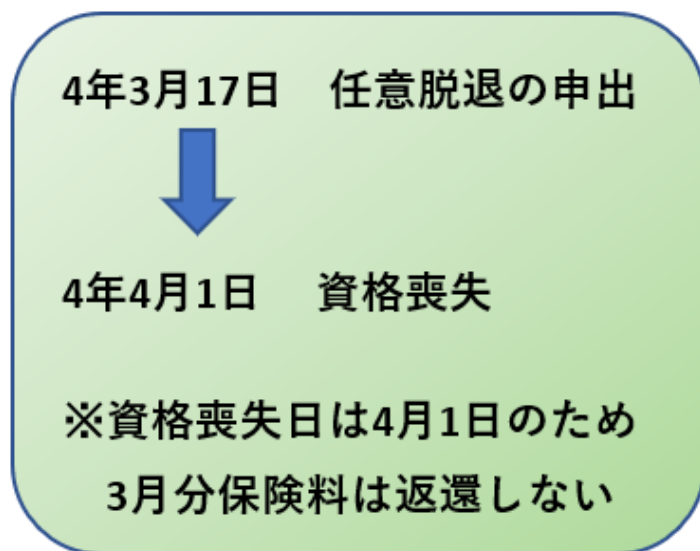 4年3月17日　任意脱退の申出
4年4月1日　資格喪失
※資格喪失日は4月1日のため
3月分保険料は返還しない